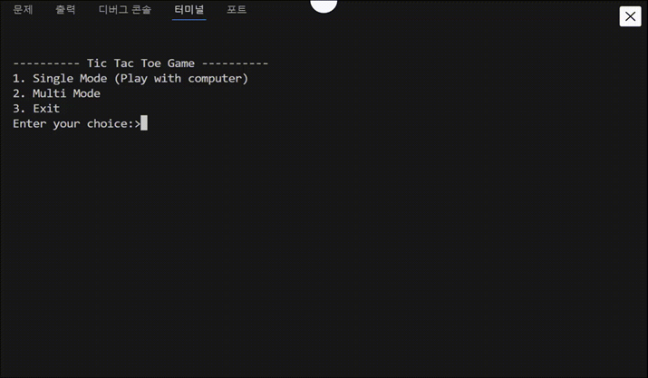 문제 출력 디버그 콘솔 터미널 포트
---------- Tic Tac Toe Game ----------
1. Single Mode (Play with computer)
2. Multi Mode
3. Exit
Enter your choice:>